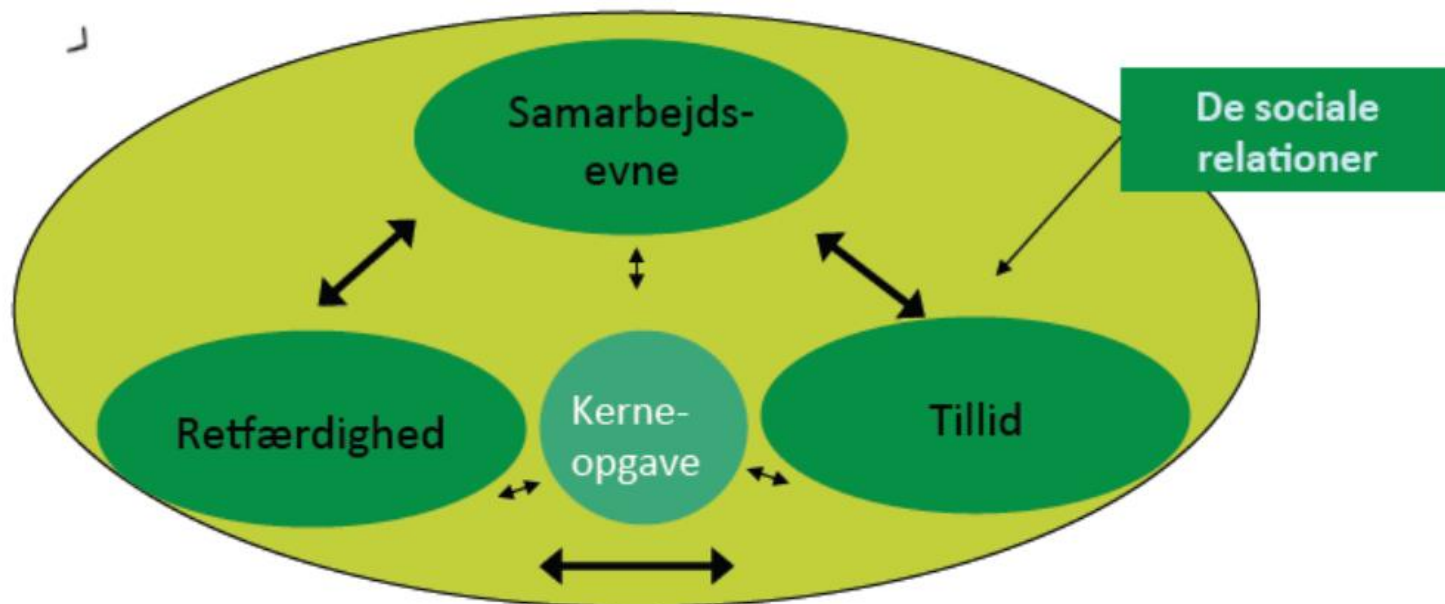 Samarbejds-
evne
De sociale
relationer
Retfærdighed
Kerne-
opgave
Tillid